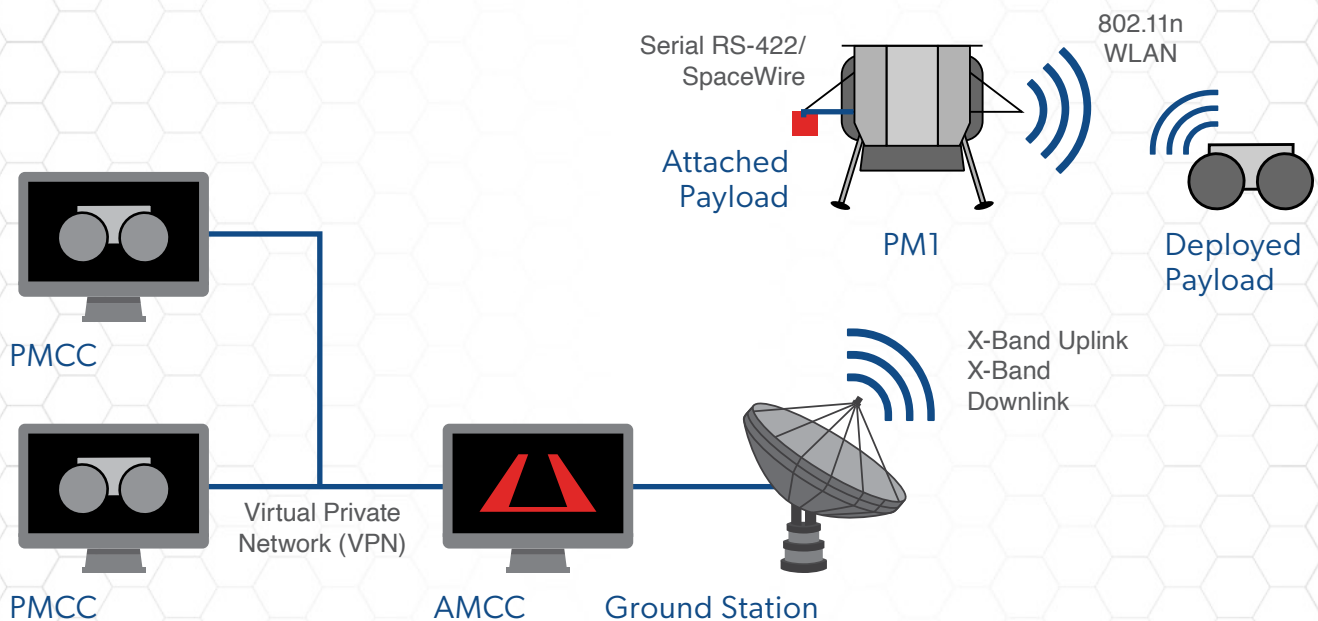 Serial RS-422/
SpaceWire
802.11n
WLAN
Attached
Payload
PM1
Deployed
Payload
PMCC
X-Band Uplink
X-Band
Downlink
Virtual Private
Network (VPN)
PMCC
AMCC
Ground Station